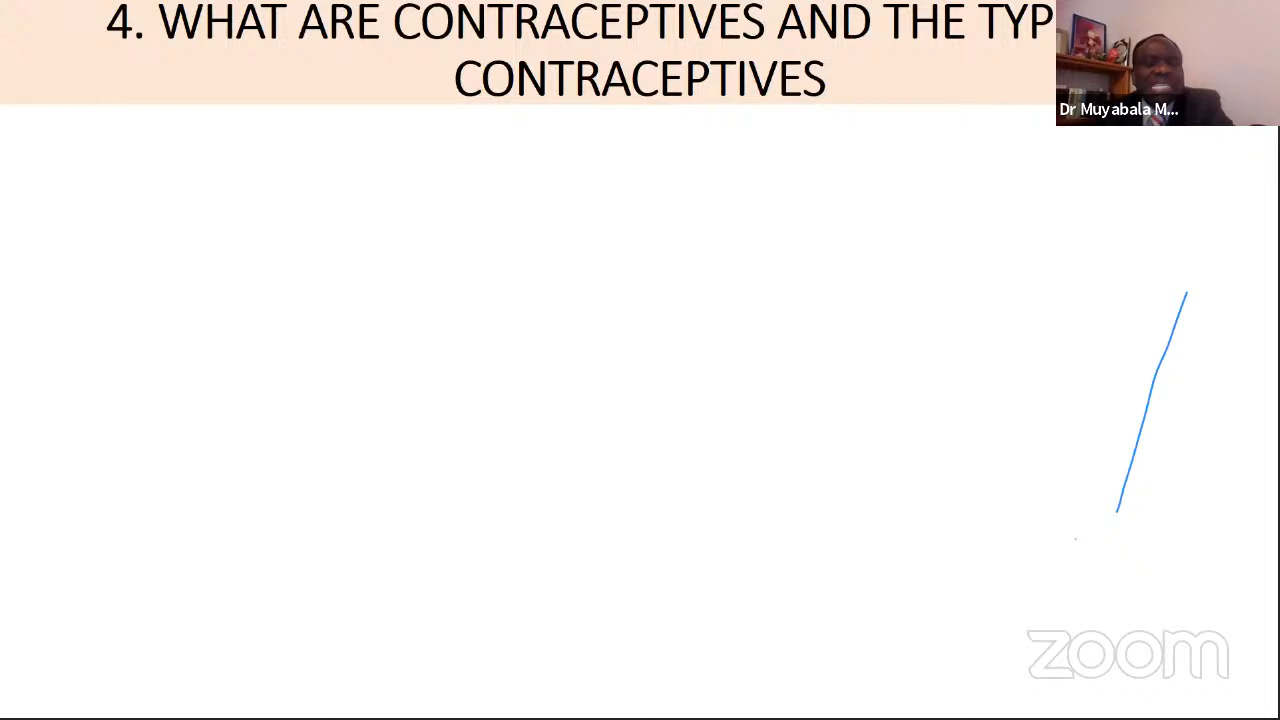 4. WHAT ARE CONTRACEPTIVES AND THE TYP
CONTRACEPTIVES
Dr Muyabala M...
zoom